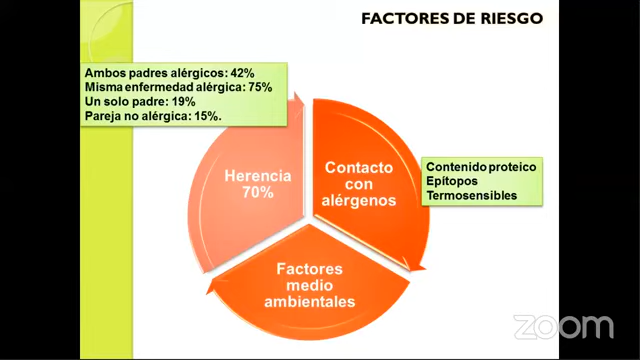 FACTORES DE RIESGO
Ambos padres alérgicos: 42%
Misma enfermedad alérgica: 75%
Un solo padre: 19%
Pareja no alérgica: 15%.
Herencia
70%
Contacto
con
alérgenos
Contenido proteico
Epítopos
Termosensibles
Factores
medio
ambientales
zoom